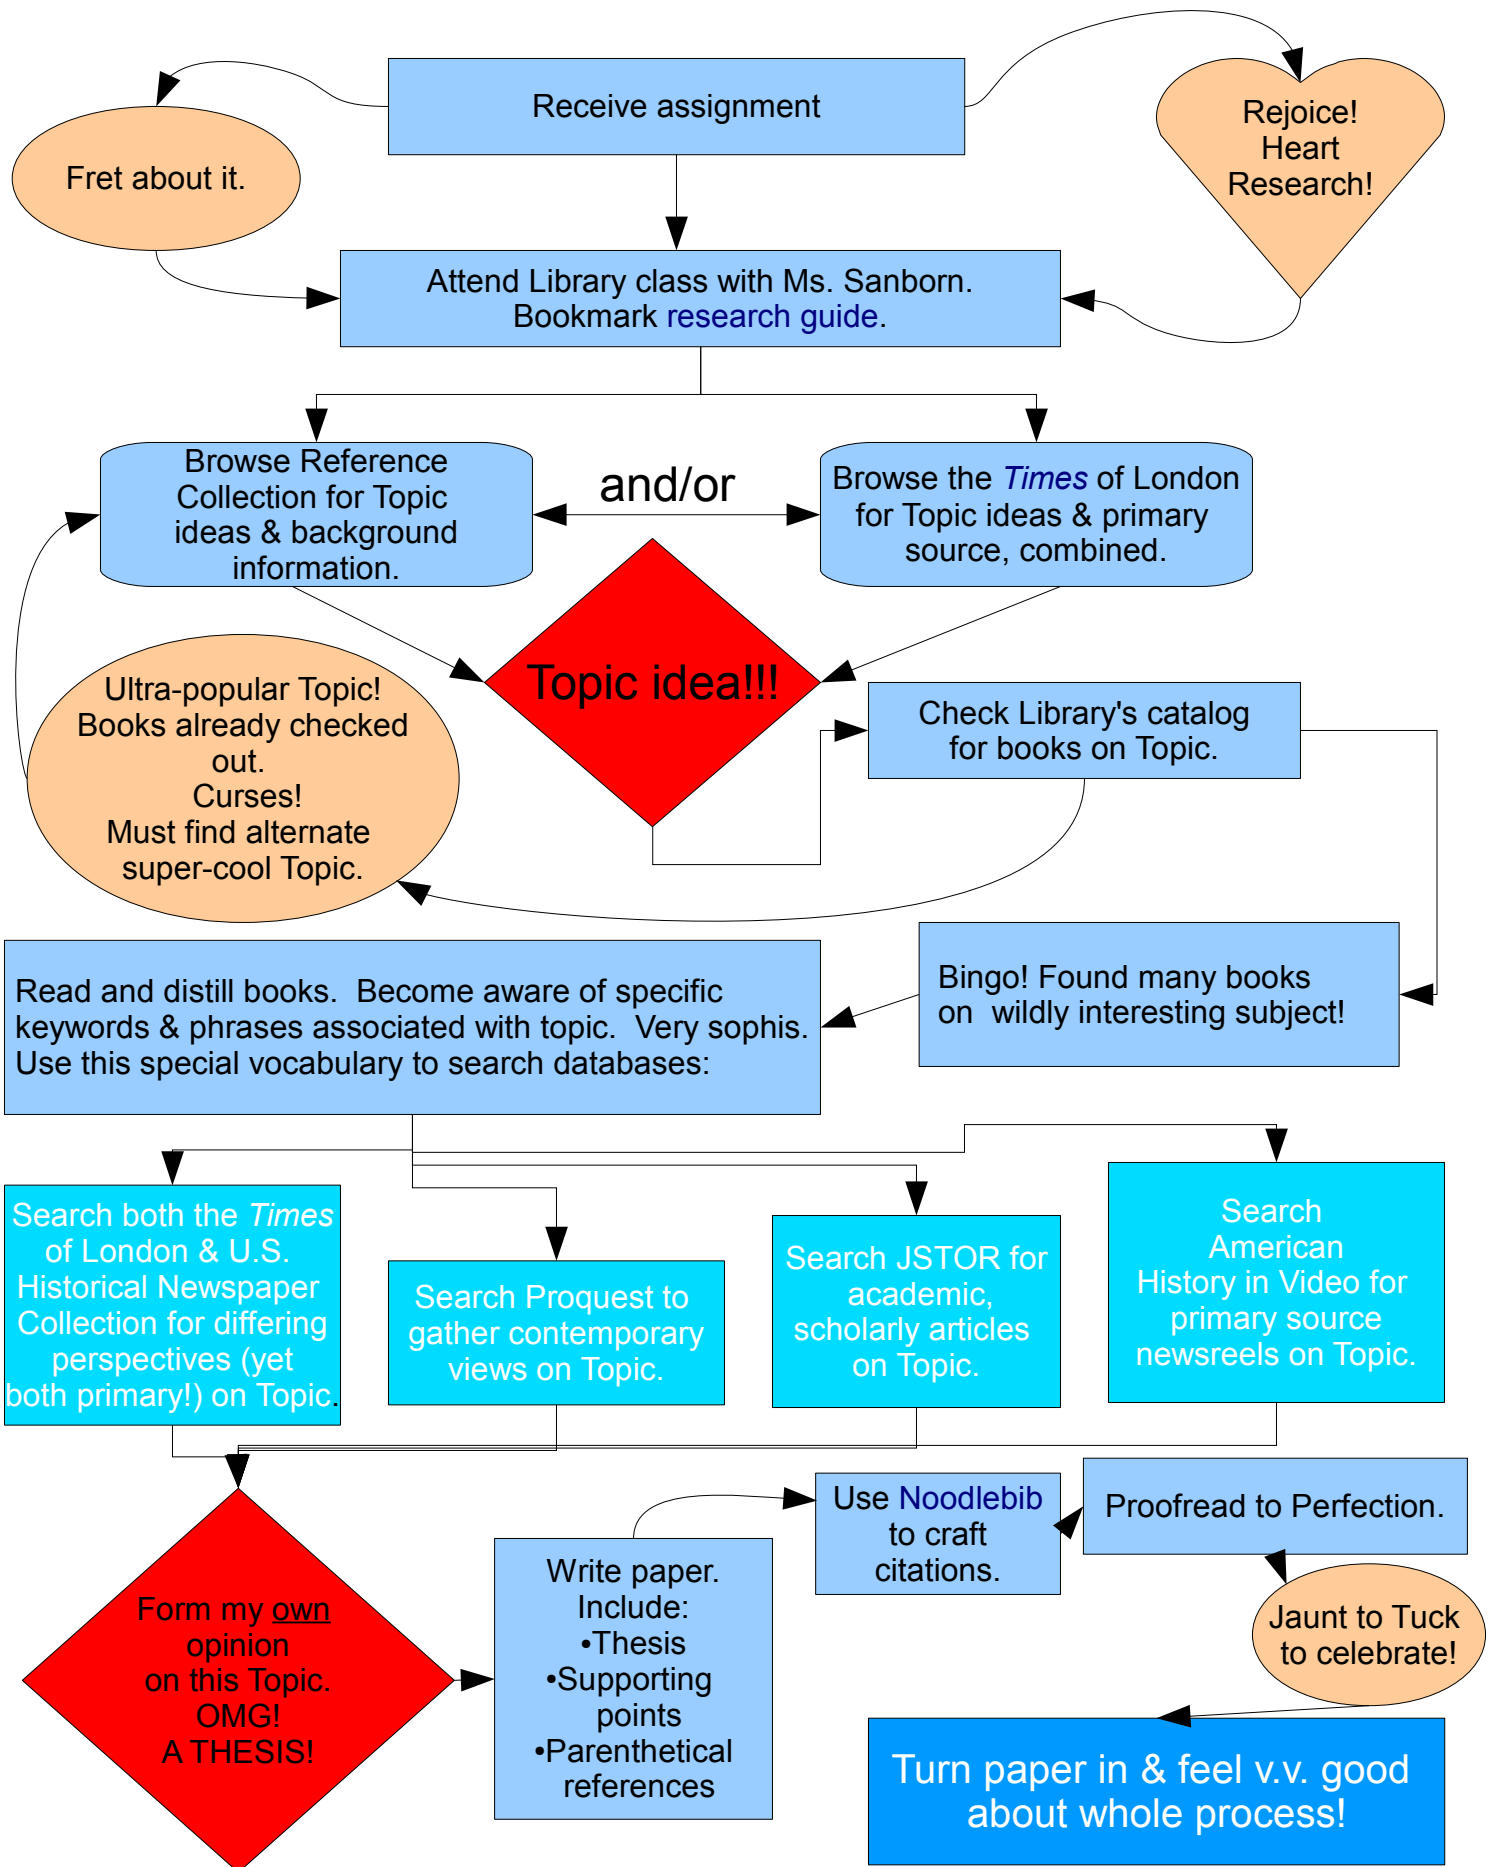 Receive assignment
Rejoice!
Heart
Research!
Fret about it.
Attend Library class with Ms. Sanborn.
Bookmark research guide.
Browse Reference
Collection for Topic
ideas & background
information.
and/or
Browse the Times of London
for Topic ideas & primary
source, combined.
Topic idea!!!
Ultra-popular Topic!
Books already checked
out.
Curses!
Must find alternate
super-cool Topic.
Check Library's catalog
for books on Topic.
Bingo! Found many books
on wildly interesting subject!
Read and distill books. Become aware of specific
keywords & phrases associated with topic. Very sophis.
Use this special vocabulary to search databases:
Search both the Times
of London & U.S.
Historical Newspaper
Collection for differing
perspectives (yet
both primary!) on Topic.
Search Proquest to
gather contemporary
views on Topic.
Search JSTOR for
academic,
scholarly articles
on Topic.
Search
American
History in Video for
primary source
newsreels on Topic.
Form my own
opinion
on this Topic.
OMG!
A THESIS!
Write paper.
Include:
•Thesis
•Supporting
points
•Parenthetical
references
Use Noodlebib
to craft
citations.
Proofread to Perfection.
Jaunt to Tuck
to celebrate!
Turn paper in & feel v.v. good
about whole process!